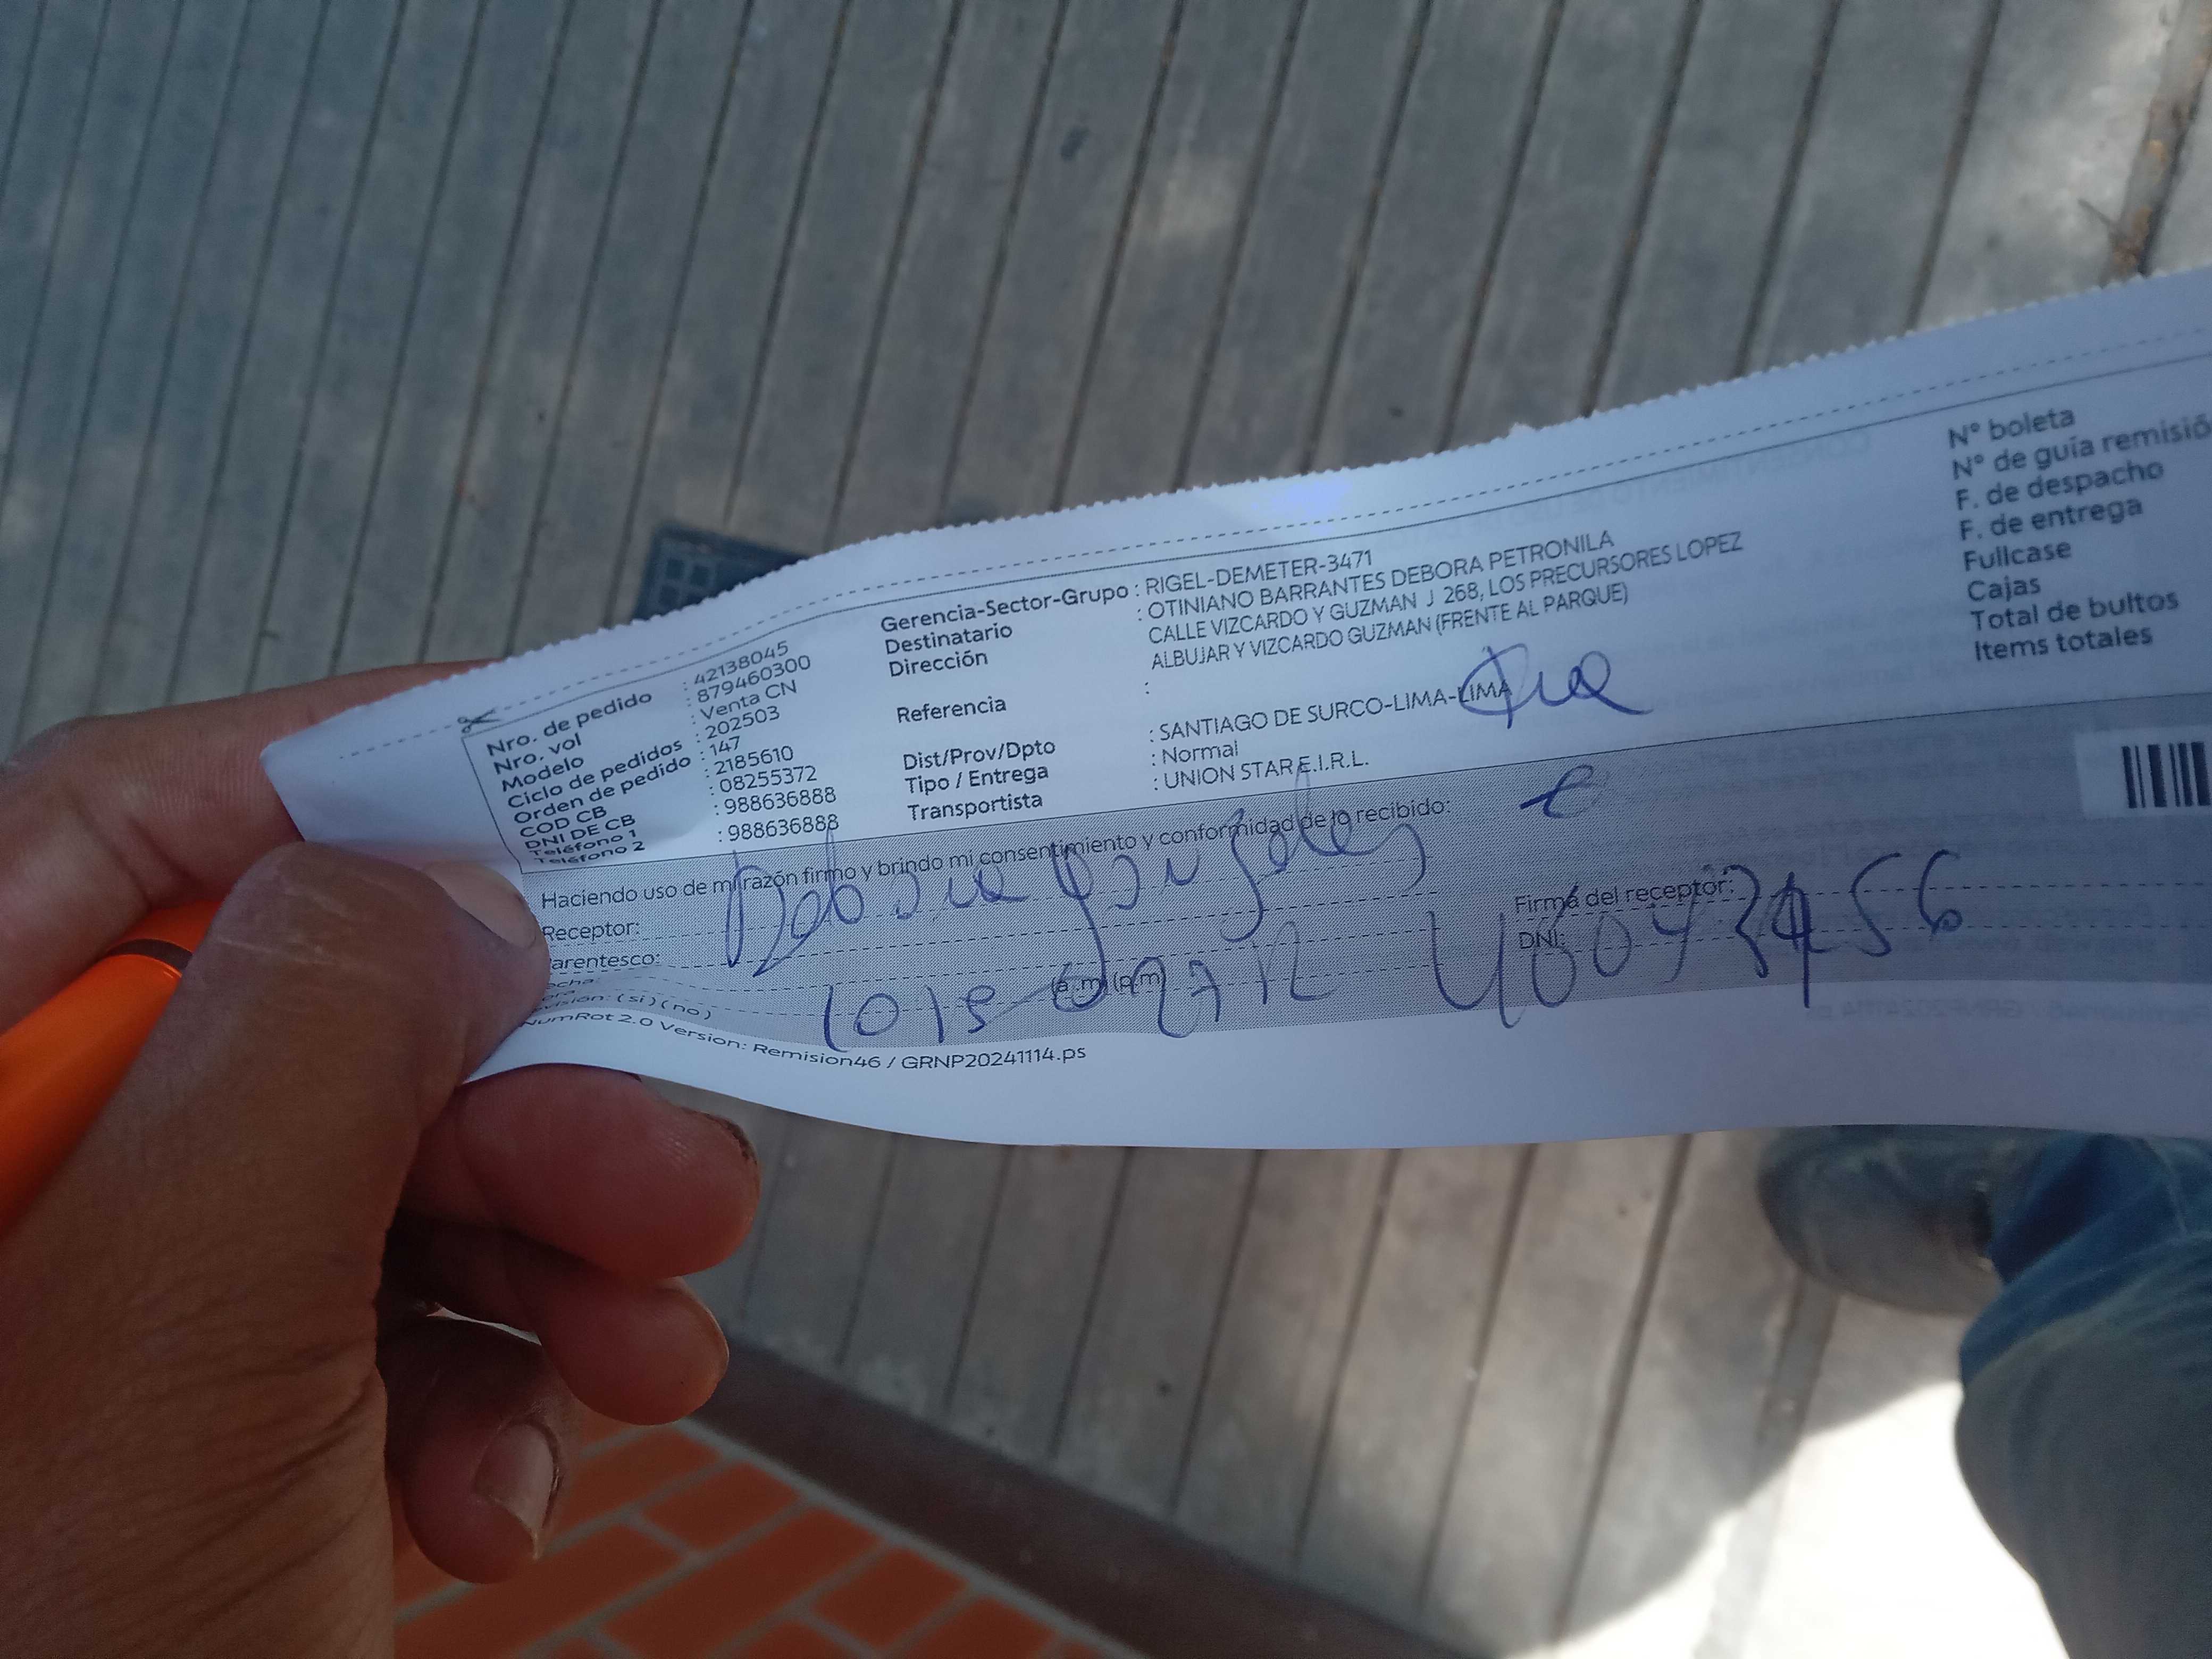 Nro. de pedido : 42138045
Nro. vol : 879460300
Modelo : Venta CN
Ciclo de pedidos : 202503
Orden de pedido : 147
COD CB : 2185610
DNI DE CB : 08255372
Teléfono 1 : 988636888
Teléfono 2 : 988636888
Gerencia-Sector-Grupo : RIGEL-DEMETER-3471
Destinatario : OTINIANO BARRANTES DEBORA PETRONILA
Dirección CALLE VIZCARDO Y GUZMAN J 268, LOS PRECURSORES LOPEZ
ALBUJAR Y VIZCARDO GUZMAN (FRENTE AL PARQUE)
Referencia :
Dist/Prov/Dpto : SANTIAGO DE SURCO-LIMA-LIMA
Tipo / Entrega : Normal
Transportista : UNION STAR E.I.R.L.
N° boleta
N° de guía remisió
F. de despacho
F. de entrega
Fullcase
Cajas
Total de bultos
Items totales
Haciendo uso de mi razón firmo y brindo mi consentimiento y conformidad de lo recibido:
Receptor:
arentesco:
echa:
ora: (a .m) (p.m)
visión: ( si ) ( no )
Firma del receptor:
DNI:
NumRot 2.0 Version: Remision46 / GRNP20241114.ps